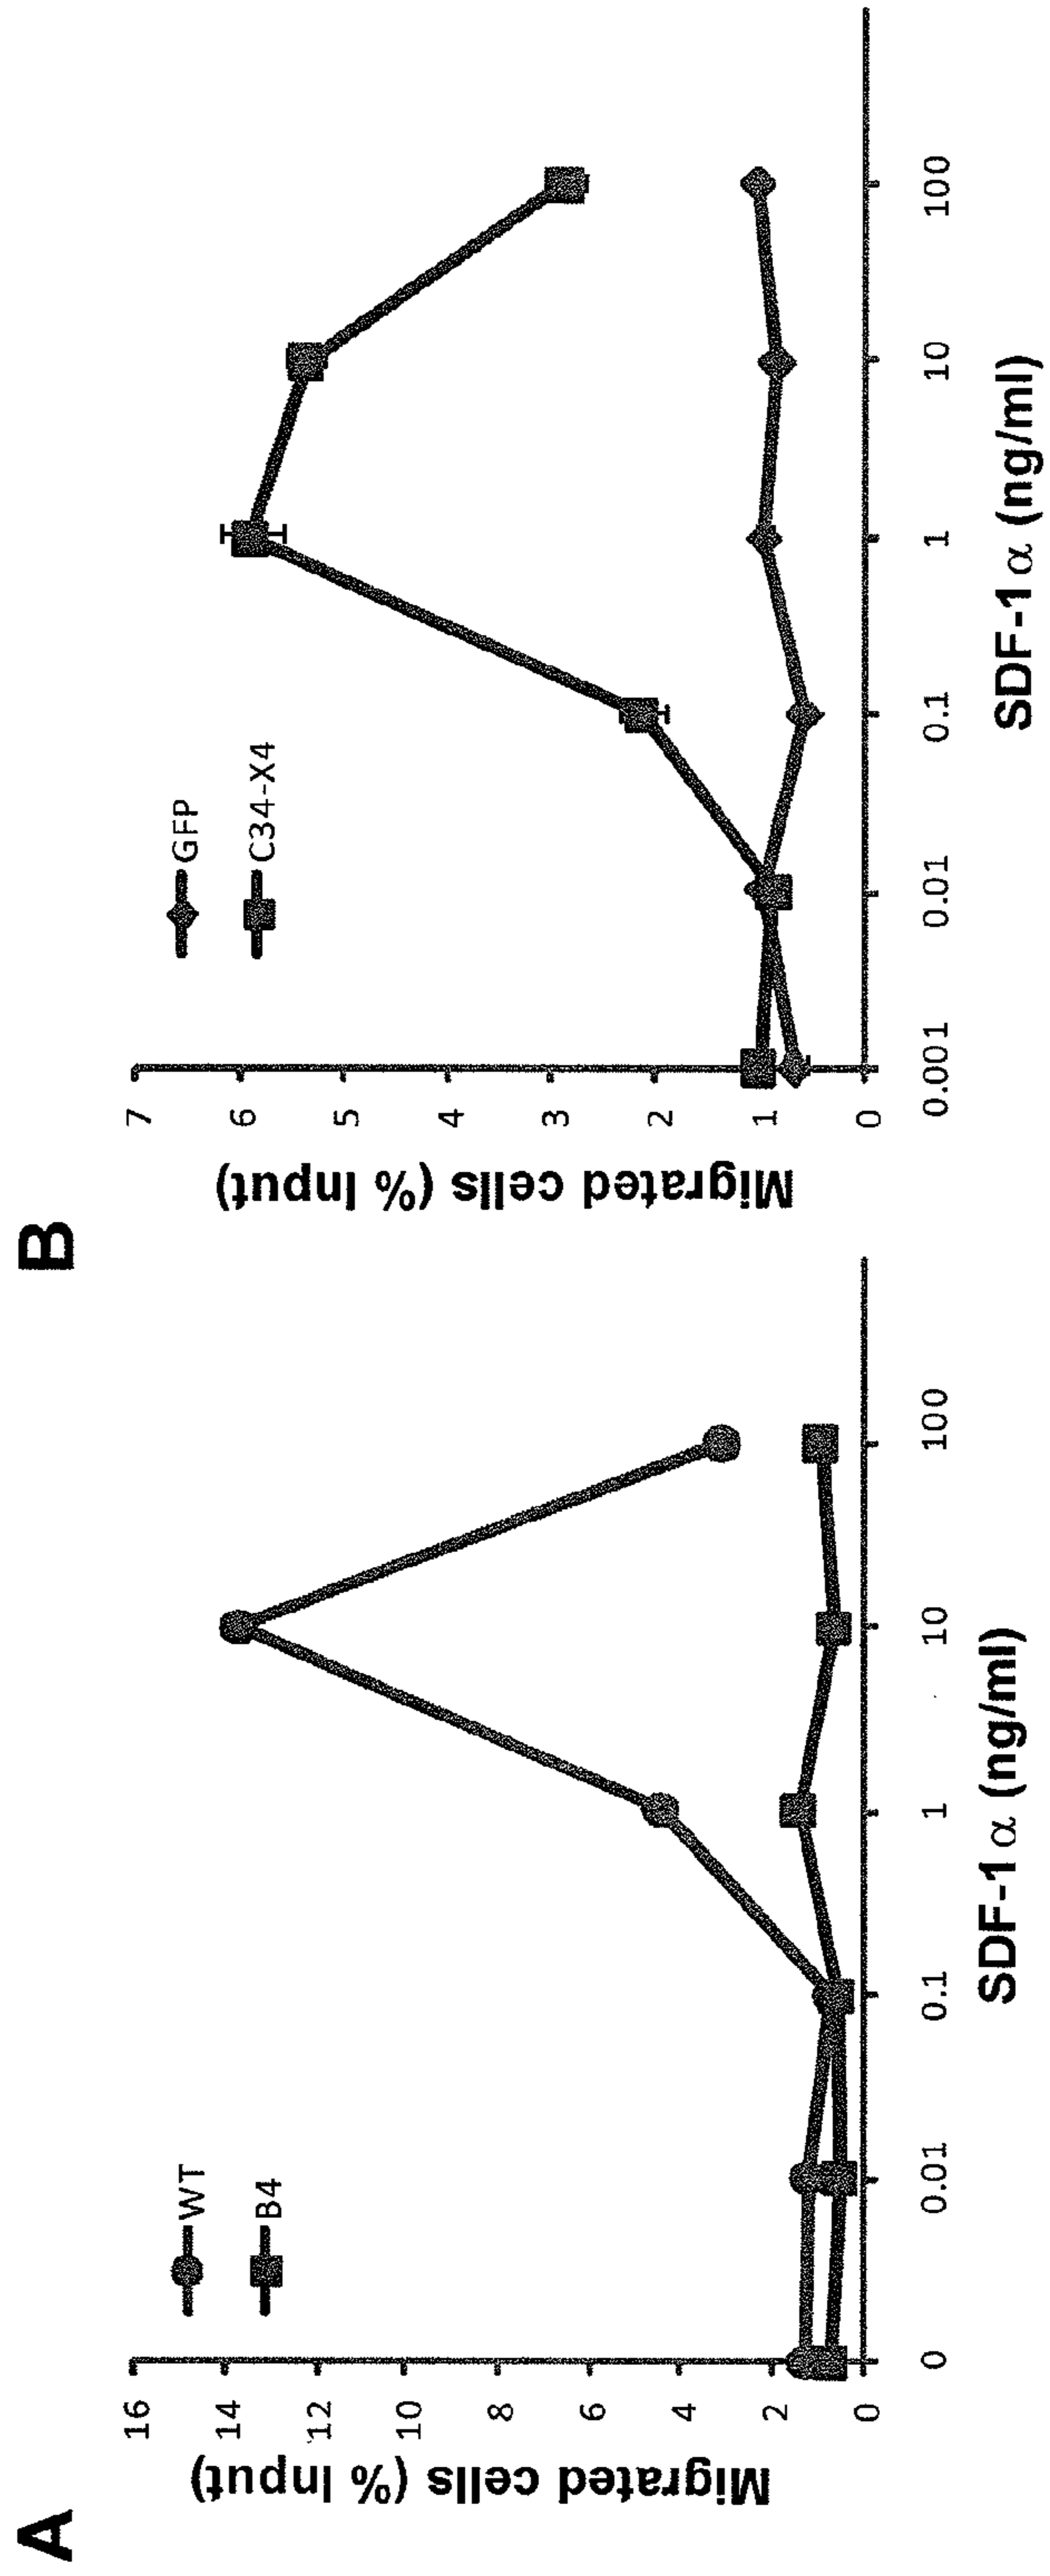 A
Migrated cells (% Input)
16
14
12
10
8
6
4
2
0
WT
B4
0
0.01
0.1
1
10
100
SDF-1α (ng/ml)
B
Migrated cells (% Input)
7
6
5
4
3
2
1
0
GFP
C34-X4
0.001
0.01
0.1
1
10
100
SDF-1α (ng/ml)